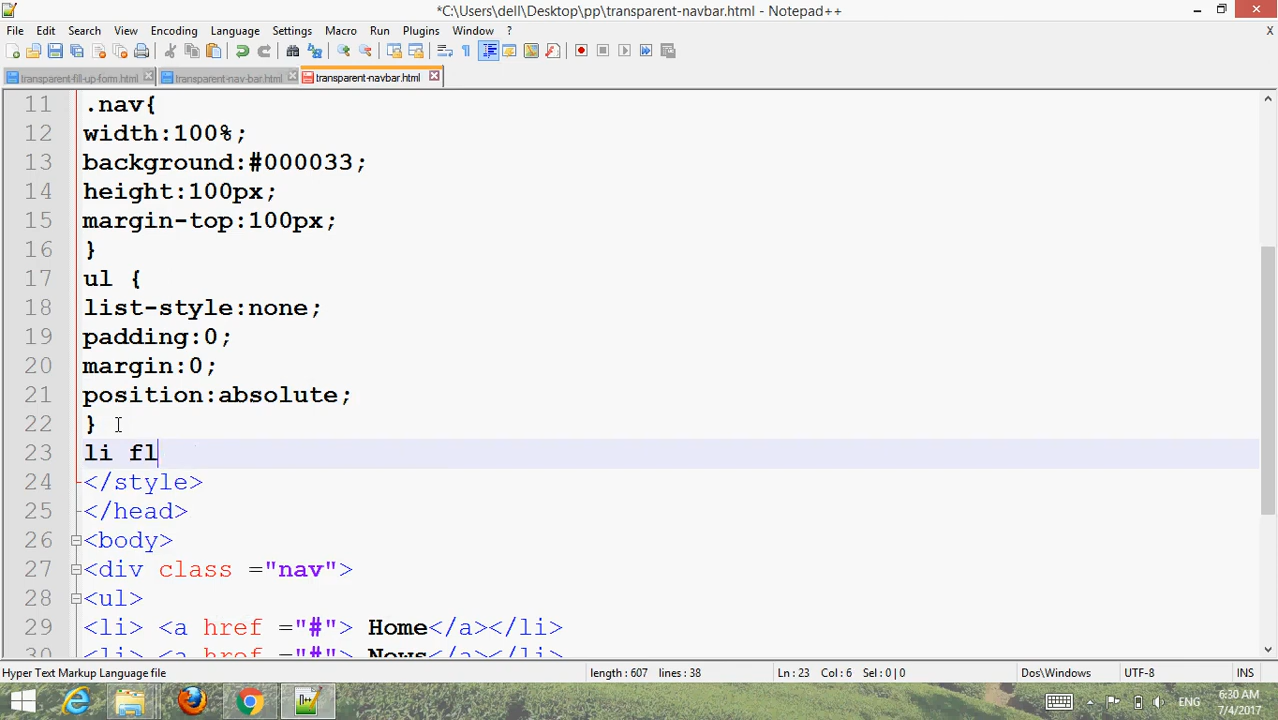 *C:\Users\dell\Desktop\pp\transparent-navbar.html - Notepad++
File Edit Search View Encoding Language Settings Macro Run Plugins Window ? X
transparent-fill-up-form.html transparent-nav-bar.html transparent-navbar.html
11 .nav{
12 width:100%;
13 background:#000033;
14 height:100px;
15 margin-top:100px;
16 }
17 ul {
18 list-style:none;
19 padding:0;
20 margin:0;
21 position:absolute;
22 }
23 li fl
24 </style>
25 </head>
26 <body>
27 <div class ="nav">
28 <ul>
29 <li> <a href ="#"> Home</a></li>
30 <li> <a href ="#"> News</a></li>
Hyper Text Markup Language file length : 607 lines : 38 Ln : 23 Col : 6 Sel : 0 | 0 Dos\Windows UTF-8 INS
ENG 6:30 AM
7/4/2017